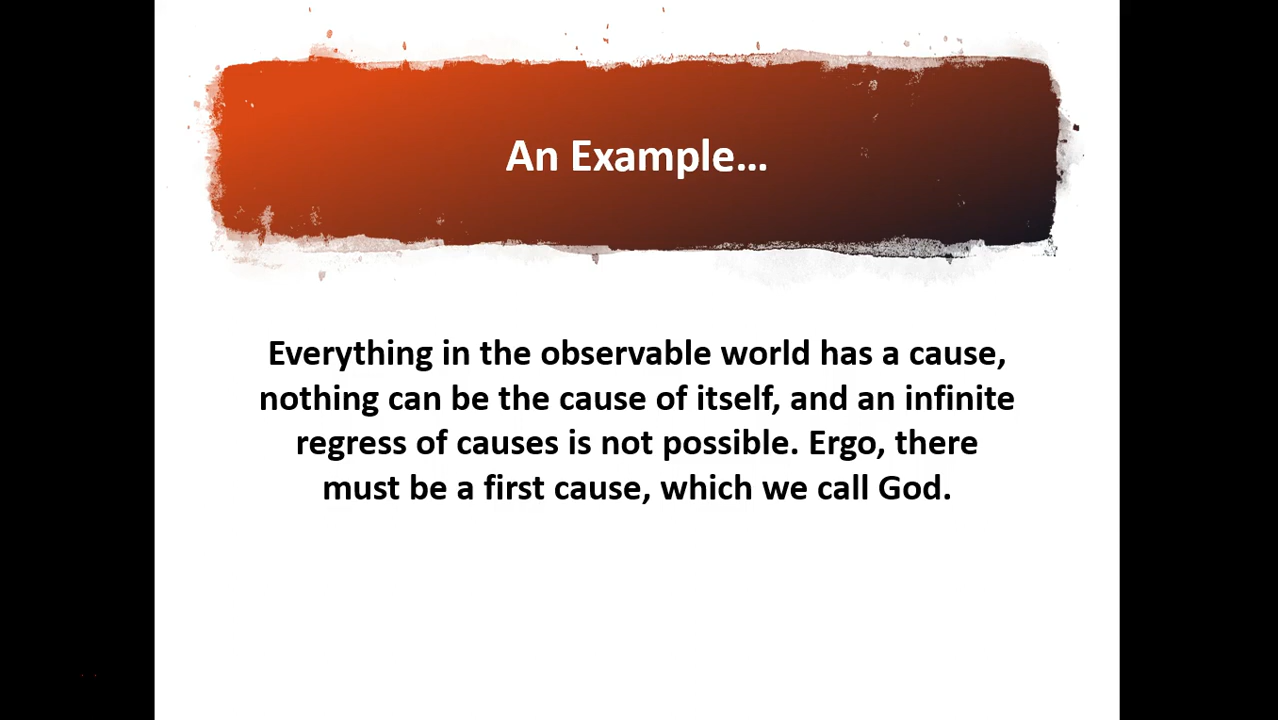 An Example...
Everything in the observable world has a cause,
nothing can be the cause of itself, and an infinite
regress of causes is not possible. Ergo, there
must be a first cause, which we call God.